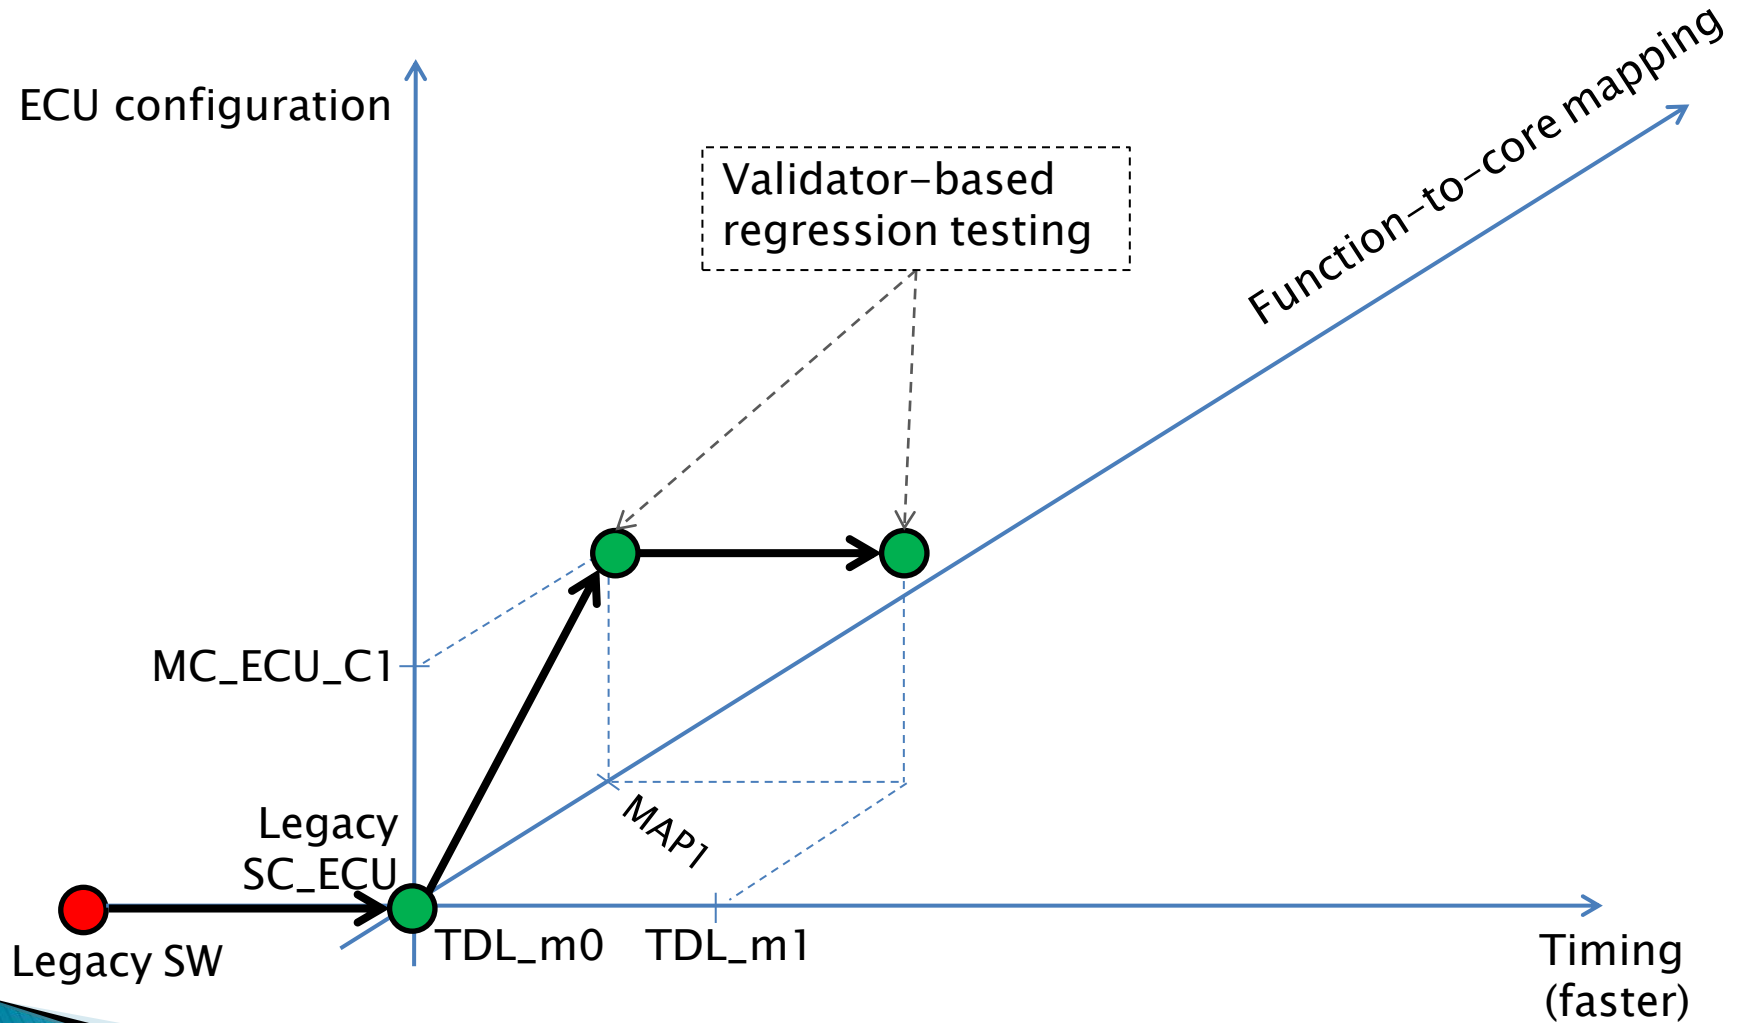 ECU configuration
Function-to-core mapping
Validator-based
regression testing
MC_ECU_C1
MAP1
Legacy
SC_ECU
Legacy SW
TDL_m0
TDL_m1
Timing
(faster)